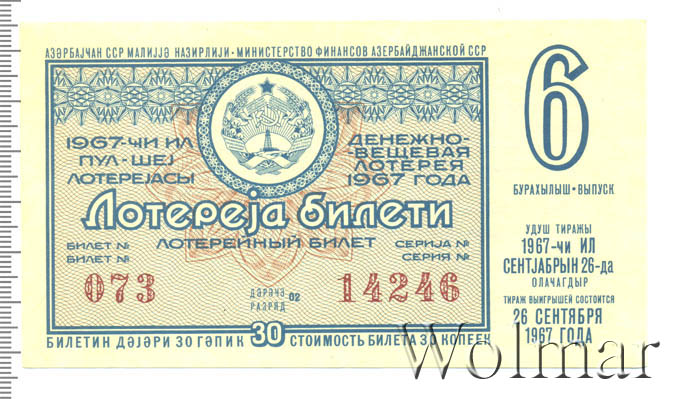 АЗӘРБАЈҸАН ССР МАЛИЈЈӘ НАЗИРЛИЈИ • МИНИСТЕРСТВО ФИНАНСОВ АЗЕРБАЙДЖАНСКОЙ ССР
1967-ЧИ ИЛ
ПУЛ-ШЕЈ
ЛОТЕРЕЈАСЫ
ДЕНЕЖНО-
ВЕЩЕВАЯ
ЛОТЕРЕЯ
1967 ГОДА
Лотереја билети
ЛОТЕРЕЙНЫЙ БИЛЕТ
БИЛЕТ №
БИЛЕТ №
СЕРИЈА №
СЕРИЯ №
073
ДӘРӘҸӘ
РАЗРЯД
02
14246
БИЛЕТИН ДӘЈӘРИ 30 ГӘПИК 30 СТОИМОСТЬ БИЛЕТА 30 КОПЕЕК
6
БУРАХЫЛЫШ • ВЫПУСК
УДУШ ТИРАЖЫ
1967-чи ИЛ
СЕНТЈАБРЫН 26-да
ОЛАҸАГДЫР
ТИРАЖ ВЫИГРЫШЕЙ СОСТОИТСЯ
26 СЕНТЯБРЯ
1967 ГОДА
Wolmar